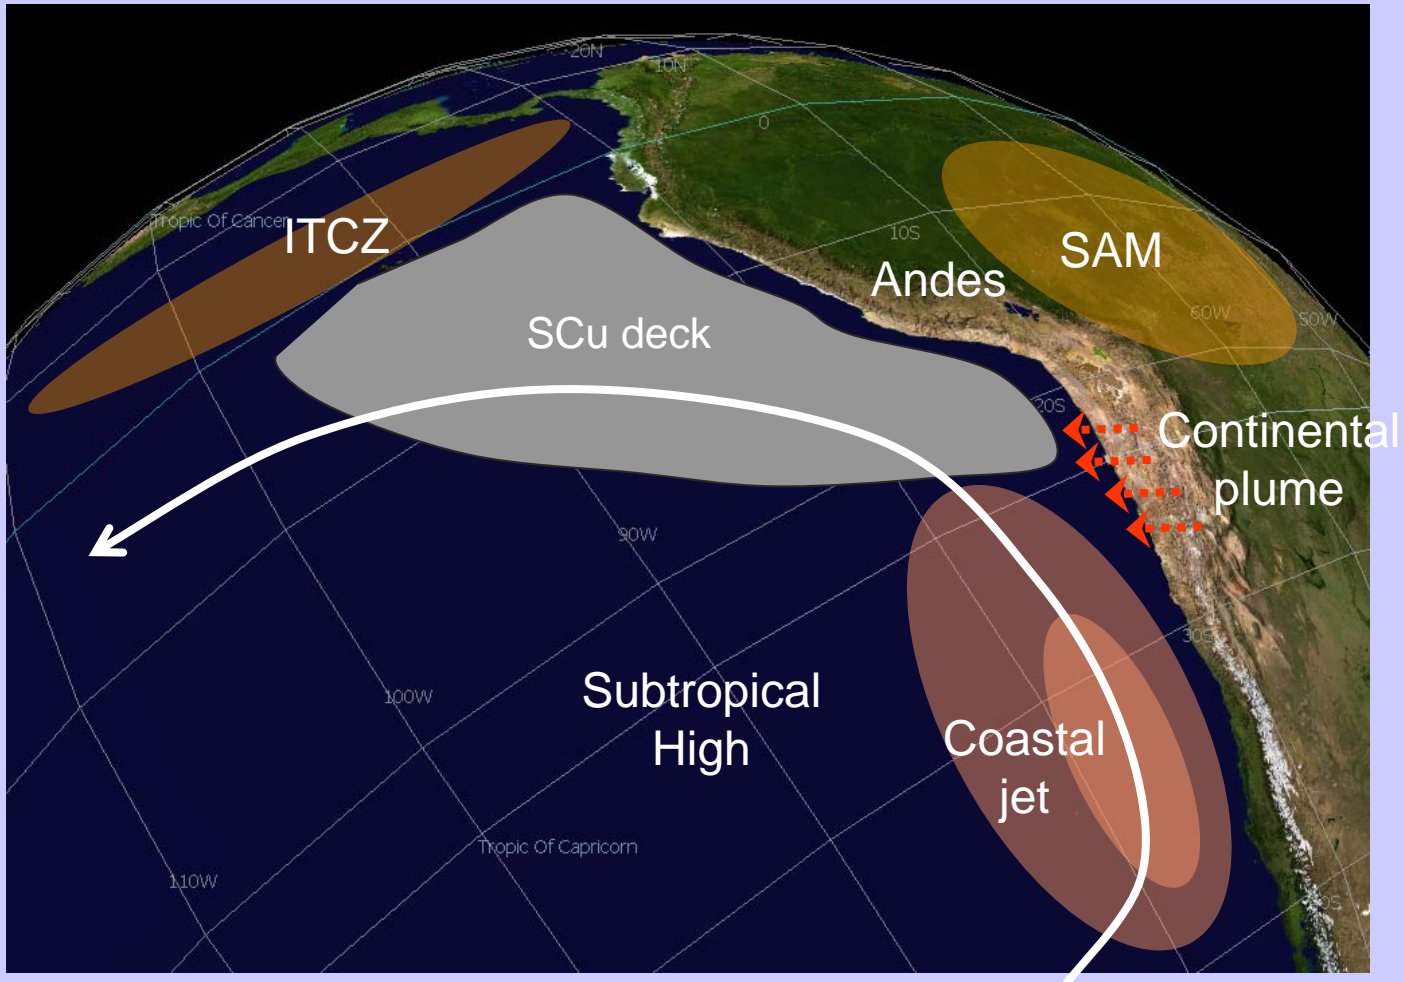 20N
10N
0
Tropic Of Cancer
ITCZ
10S
SAM
Andes
60W
50W
SCu deck
20S
Continental
plume
90W
30S
Subtropical
High
100W
Coastal
jet
Tropic Of Capricorn
110W